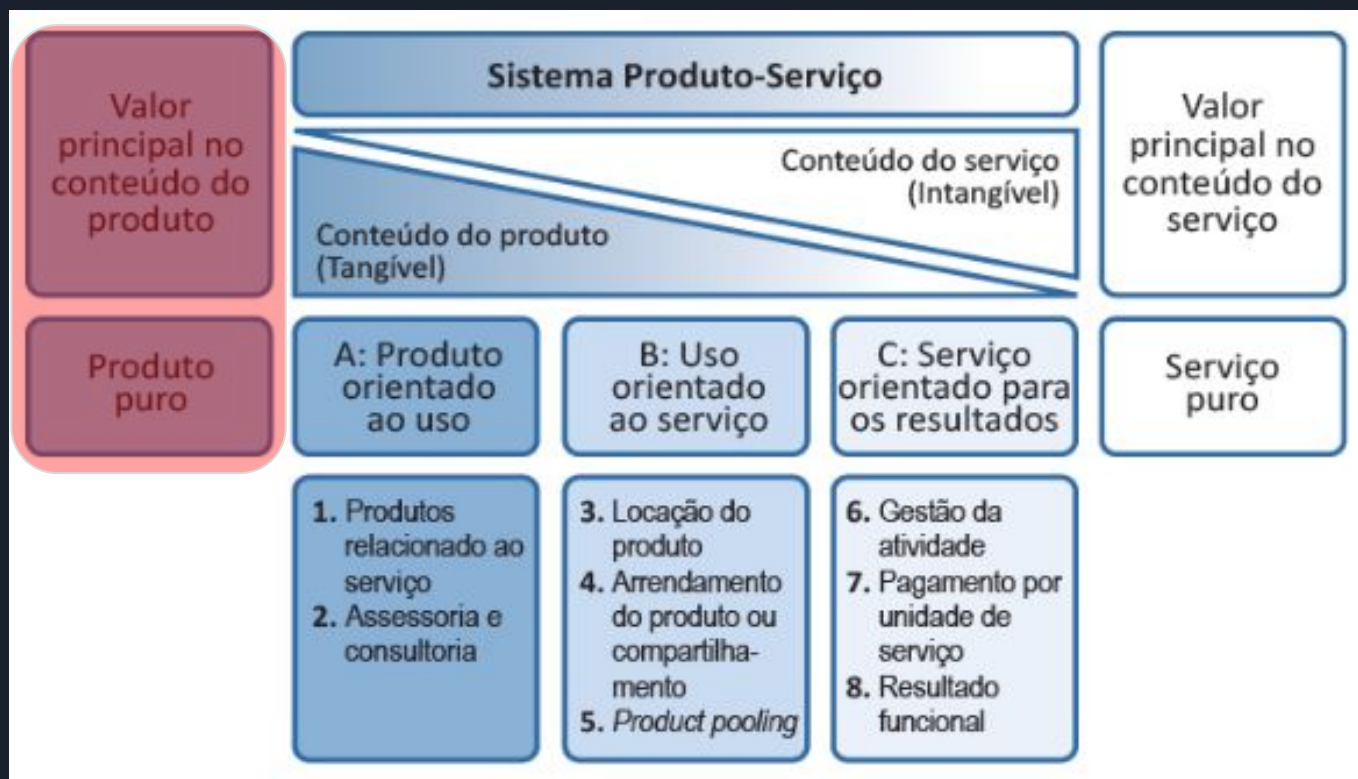 Valor
principal no
conteúdo do
produto
Sistema Produto-Serviço
Conteúdo do serviço
(Intangível)
Conteúdo do produto
(Tangível)
Valor
principal no
conteúdo do
serviço
Produto
puro
A: Produto
orientado
ao uso
B: Uso
orientado
ao serviço
C: Serviço
orientado para
os resultados
Serviço
puro
1. Produtos
relacionado ao
serviço
2. Assessoria e
consultoria
3. Locação do
produto
4. Arrendamento
do produto ou
compartilha-
mento
5. Product pooling
6. Gestão da
atividade
7. Pagamento por
unidade de
serviço
8. Resultado
funcional